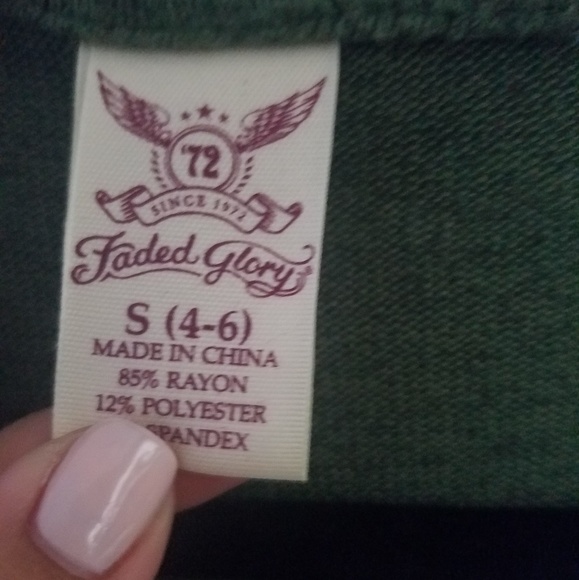 '72
SINCE 1972
Faded Glory
S (4-6)
MADE IN CHINA
85% RAYON
12% POLYESTER
SPANDEX